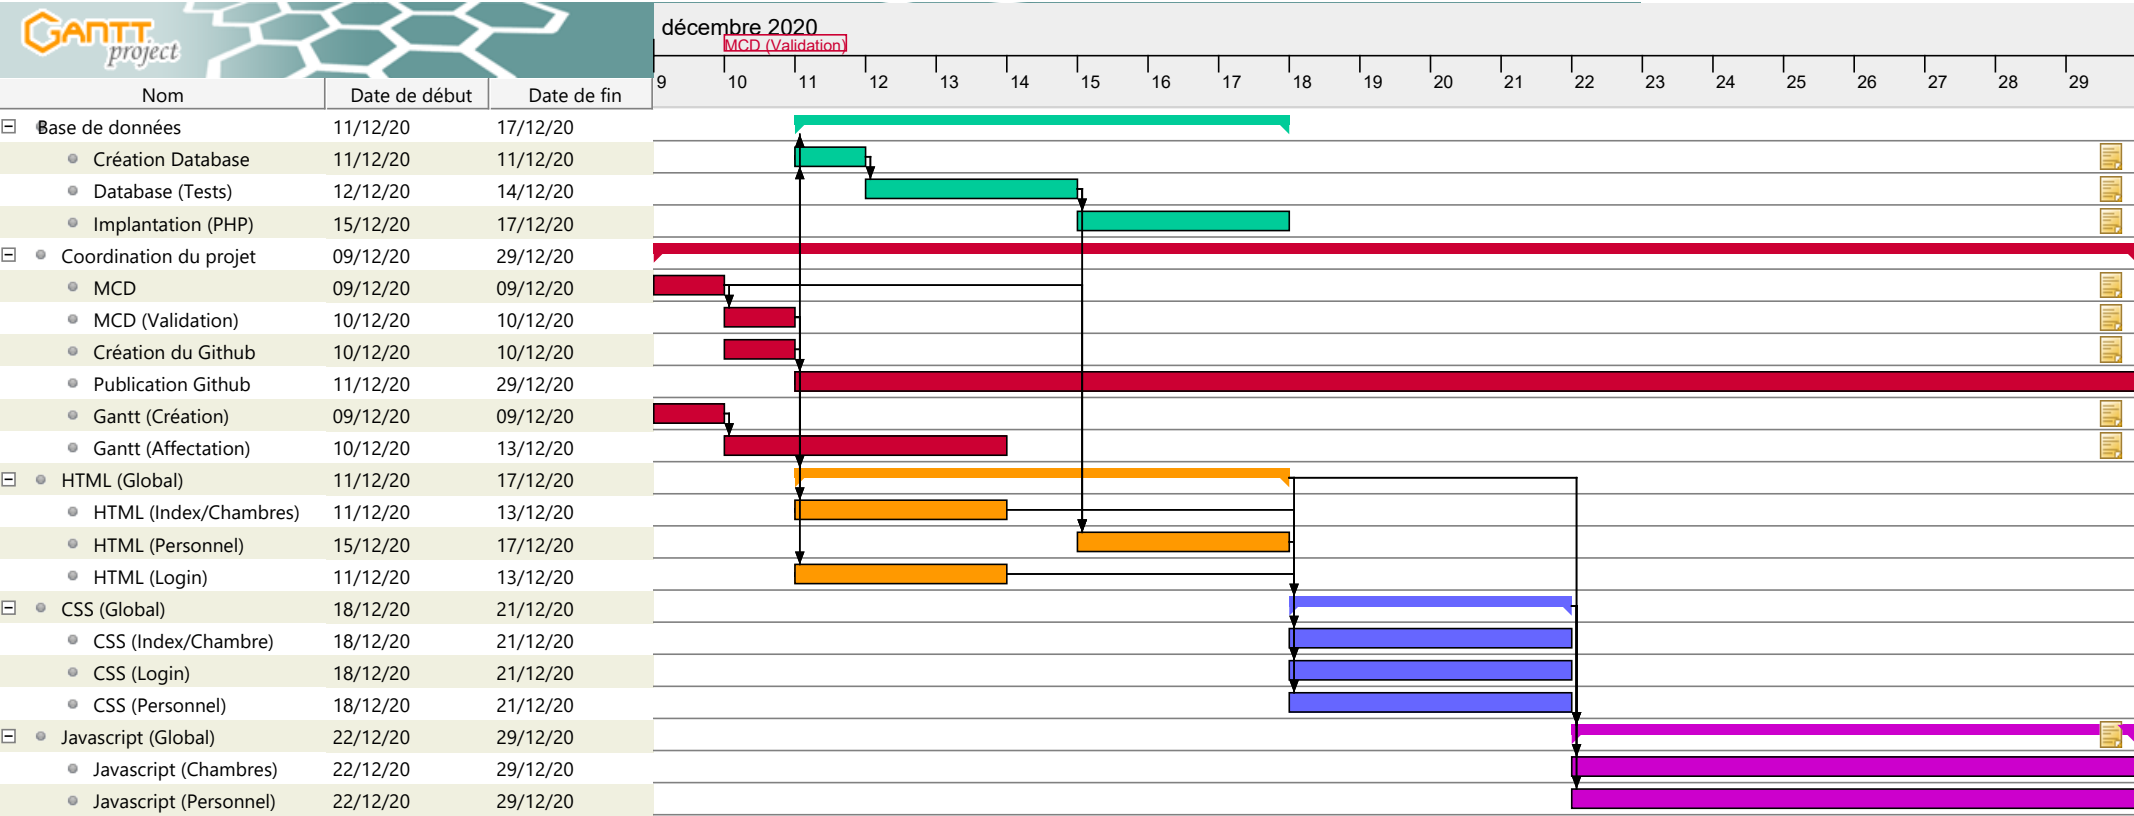 GANTT
project
décembre 2020
MCD (Validation)
9 10 11 12 13 14 15 16 17 18 19 20 21 22 23 24 25 26 27 28 29
Nom Date de début Date de fin
Base de données 11/12/20 17/12/20
Création Database 11/12/20 11/12/20
Database (Tests) 12/12/20 14/12/20
Implantation (PHP) 15/12/20 17/12/20
Coordination du projet 09/12/20 29/12/20
MCD 09/12/20 09/12/20
MCD (Validation) 10/12/20 10/12/20
Création du Github 10/12/20 10/12/20
Publication Github 11/12/20 29/12/20
Gantt (Création) 09/12/20 09/12/20
Gantt (Affectation) 10/12/20 13/12/20
HTML (Global) 11/12/20 17/12/20
HTML (Index/Chambres) 11/12/20 13/12/20
HTML (Personnel) 15/12/20 17/12/20
HTML (Login) 11/12/20 13/12/20
CSS (Global) 18/12/20 21/12/20
CSS (Index/Chambre) 18/12/20 21/12/20
CSS (Login) 18/12/20 21/12/20
CSS (Personnel) 18/12/20 21/12/20
Javascript (Global) 22/12/20 29/12/20
Javascript (Chambres) 22/12/20 29/12/20
Javascript (Personnel) 22/12/20 29/12/20